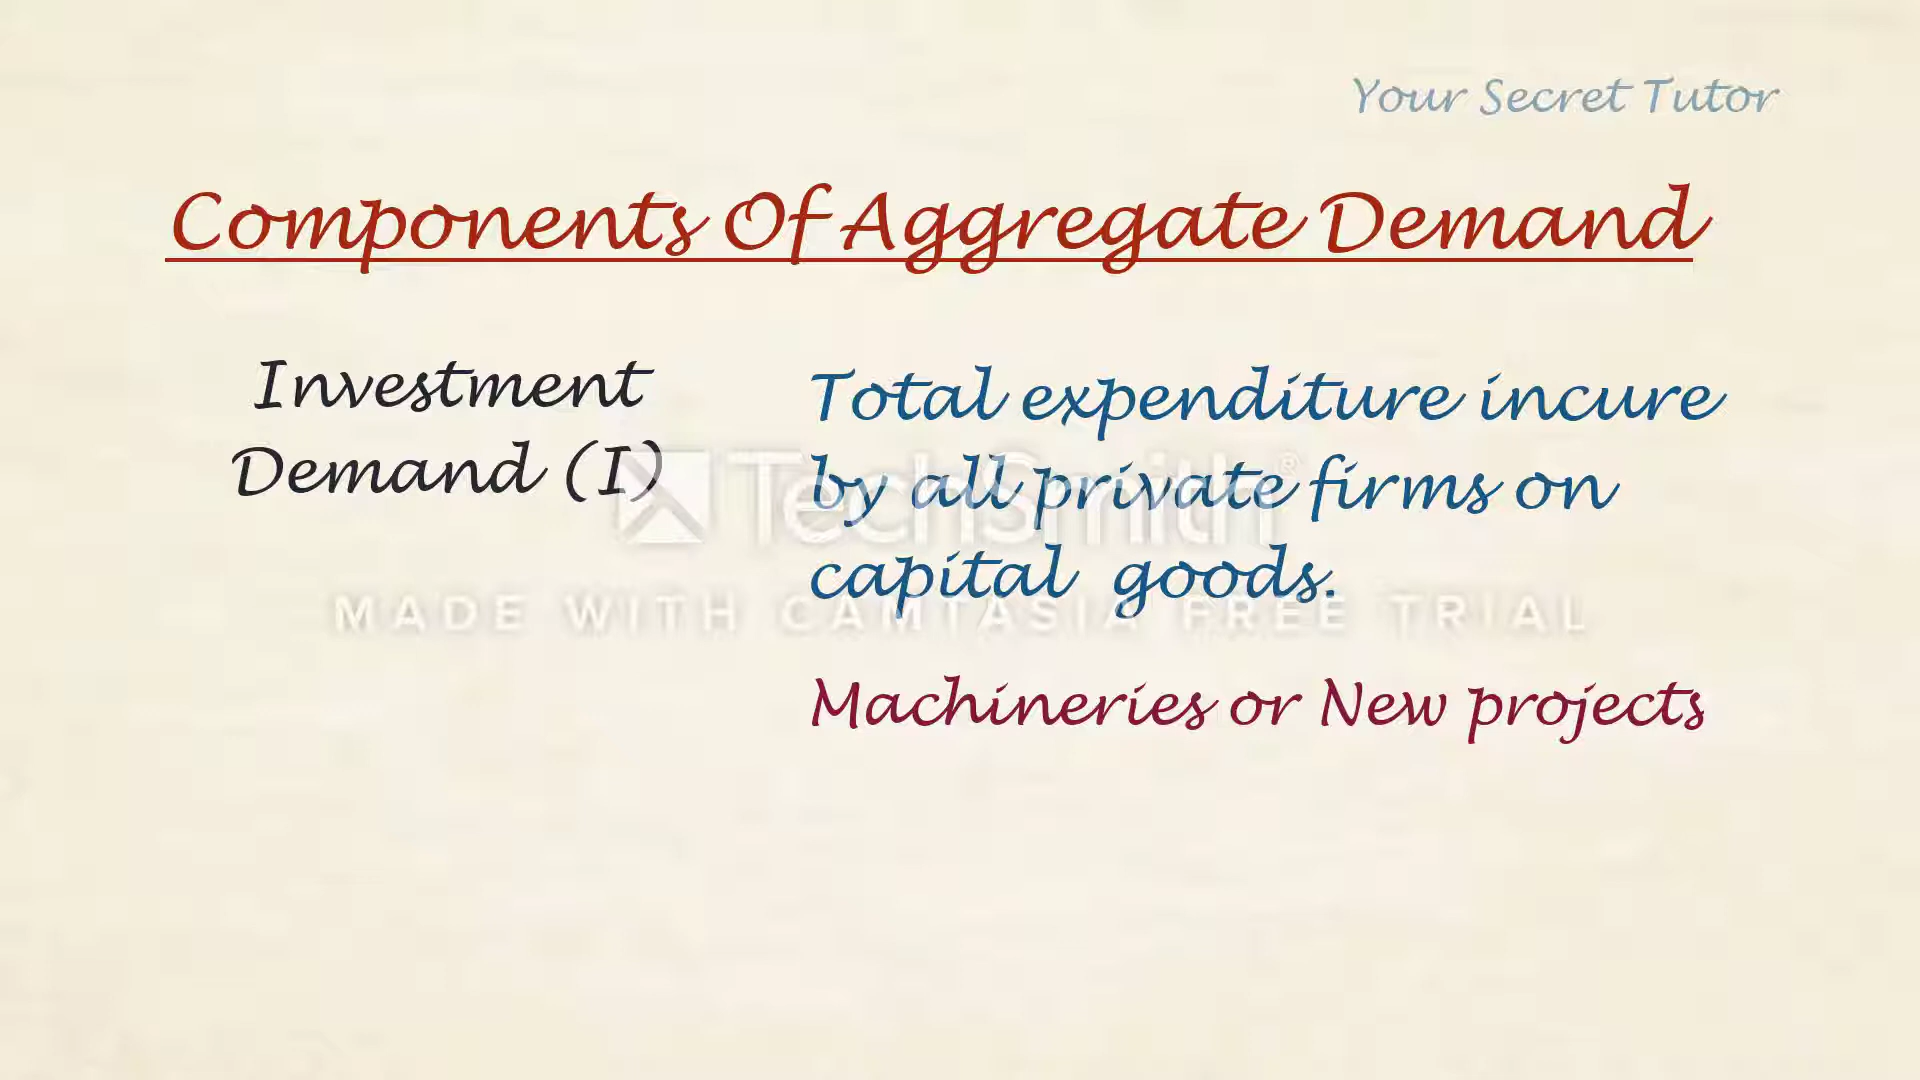 Your Secret Tutor
Components Of Aggregate Demand
Investment
Demand (I)
Total expenditure incure
by all private firms on
capital goods.
Machineries or New projects
TechSmith®
MADE WITH CAMTASIA FREE TRIAL